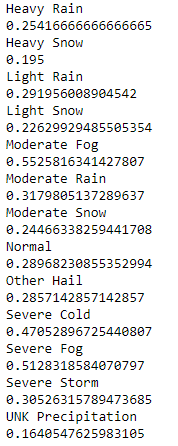 Heavy Rain
0.25416666666666665
Heavy Snow
0.195
Light Rain
0.291956008904542
Light Snow
0.22629929485505354
Moderate Fog
0.5525816341427807
Moderate Rain
0.3179805137289637
Moderate Snow
0.24466338259441708
Normal
0.28968230855352994
Other Hail
0.2857142857142857
Severe Cold
0.47052896725440807
Severe Fog
0.5128318584070797
Severe Storm
0.30526315789473685
UNK Precipitation
0.1640547625983105